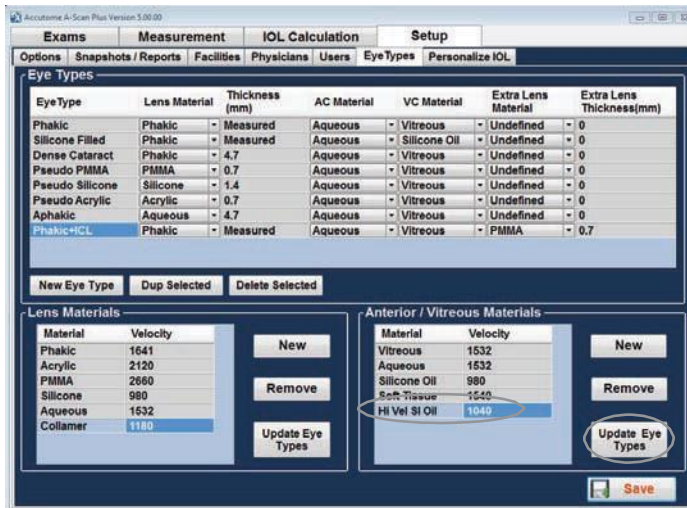 Accutome A-Scan Plus Version 5.00.00
Exams Measurement IOL Calculation Setup
Options Snapshots / Reports Facilities Physicians Users Eye Types Personalize IOL
Eye Types
Eye Type Lens Material Thickness (mm) AC Material VC Material Extra Lens Material Extra Lens Thickness(mm)
Phakic Phakic Measured Aqueous Vitreous Undefined 0
Silicone Filled Phakic Measured Aqueous Silicone Oil Undefined 0
Dense Cataract Phakic 4.7 Aqueous Vitreous Undefined 0
Pseudo PMMA PMMA 0.7 Aqueous Vitreous Undefined 0
Pseudo Silicone Silicone 1.4 Aqueous Vitreous Undefined 0
Pseudo Acrylic Acrylic 0.7 Aqueous Vitreous Undefined 0
Aphakic Aqueous 4.7 Aqueous Vitreous Undefined 0
Phakic+ICL Phakic Measured Aqueous Vitreous PMMA 0.7
New Eye Type Dup Selected Delete Selected
Lens Materials
Material Velocity
Phakic 1641
Acrylic 2120
PMMA 2660
Silicone 980
Aqueous 1532
Collamer 1180
New
Remove
Update Eye Types
Anterior / Vitreous Materials
Material Velocity
Vitreous 1532
Aqueous 1532
Silicone Oil 980
Soft Tissue 1540
Hi Vel SI Oil 1040
New
Remove
Update Eye Types
Save